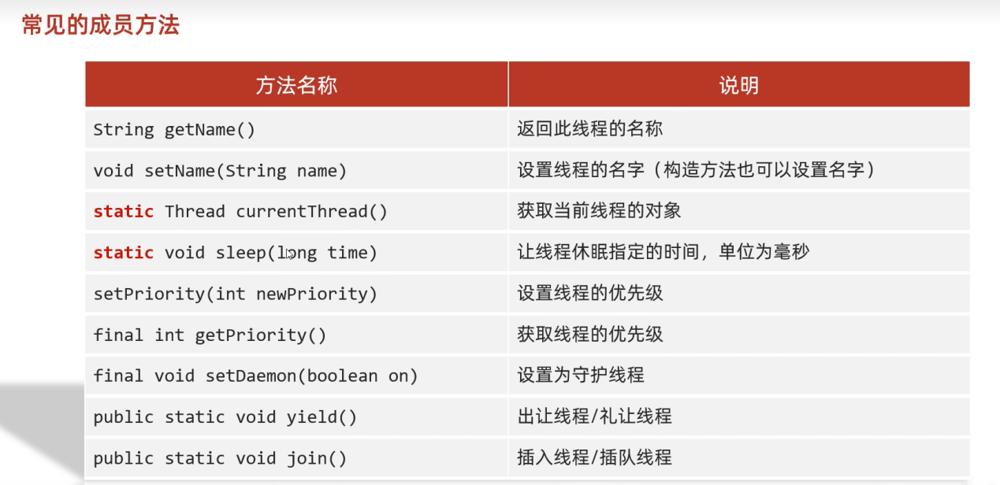 常见的成员方法
方法名称 说明
String getName() 返回此线程的名称
void setName(String name) 设置线程的名字（构造方法也可以设置名字）
static Thread currentThread() 获取当前线程的对象
static void sleep(long time) 让线程休眠指定的时间，单位为毫秒
setPriority(int newPriority) 设置线程的优先级
final int getPriority() 获取线程的优先级
final void setDaemon(boolean on) 设置为守护线程
public static void yield() 出让线程/礼让线程
public static void join() 插入线程/插队线程